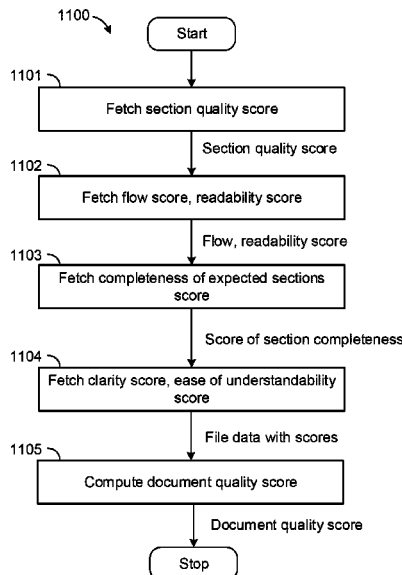 1100
Start
1101
Fetch section quality score
Section quality score
1102
Fetch flow score, readability score
Flow, readability score
1103
Fetch completeness of expected sections
score
Score of section completeness
1104
Fetch clarity score, ease of understandability
score
File data with scores
1105
Compute document quality score
Document quality score
Stop